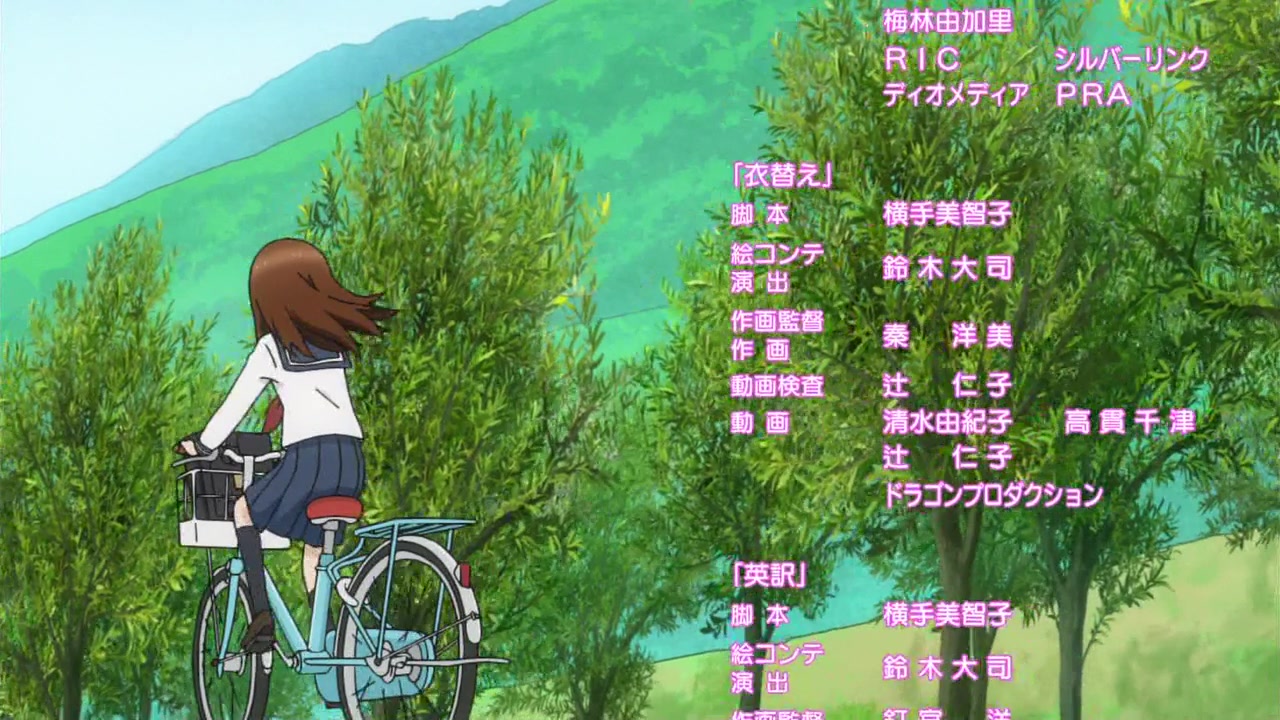 梅林由加里
RIC　シルバーリンク
ディオメディア　PRA
「衣替え」
脚本　横手美智子
絵コンテ
演出　鈴木大司
作画監督
作画　秦洋美
動画検査　辻仁子
動画　清水由紀子　高貫千津
辻仁子
ドラゴンプロダクション
「英訳」
脚本　横手美智子
絵コンテ
演出　鈴木大司
作画監督